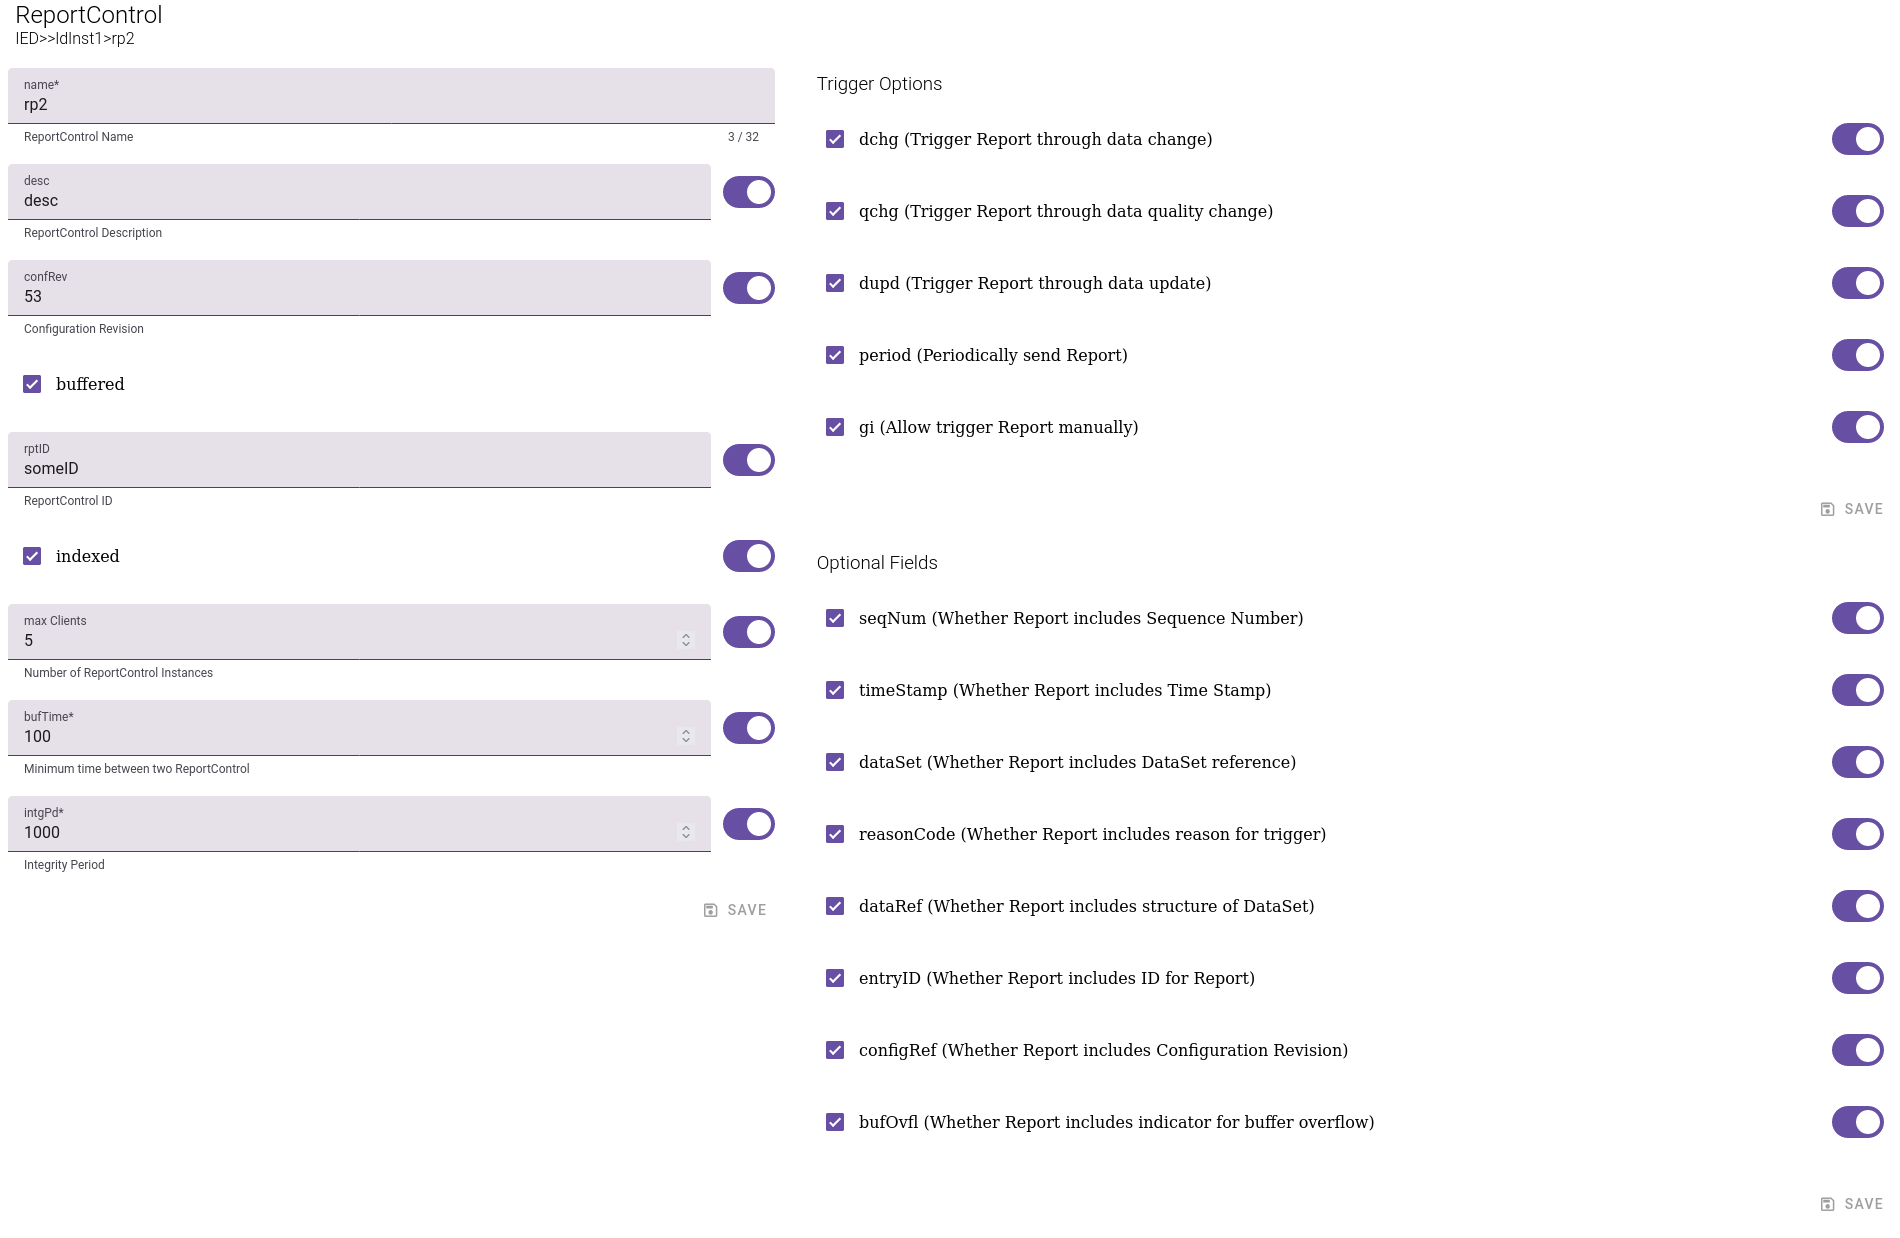 ReportControl
IED>>ldInst1>rp2
name*
rp2
ReportControl Name
3 / 32
desc
desc
ReportControl Description
confRev
53
Configuration Revision
buffered
rptID
someID
ReportControl ID
indexed
max Clients
5
Number of ReportControl Instances
bufTime*
100
Minimum time between two ReportControl
intgPd*
1000
Integrity Period
SAVE
Trigger Options
dchg (Trigger Report through data change)
qchg (Trigger Report through data quality change)
dupd (Trigger Report through data update)
period (Periodically send Report)
gi (Allow trigger Report manually)
SAVE
Optional Fields
seqNum (Whether Report includes Sequence Number)
timeStamp (Whether Report includes Time Stamp)
dataSet (Whether Report includes DataSet reference)
reasonCode (Whether Report includes reason for trigger)
dataRef (Whether Report includes structure of DataSet)
entryID (Whether Report includes ID for Report)
configRef (Whether Report includes Configuration Revision)
bufOvfl (Whether Report includes indicator for buffer overflow)
SAVE